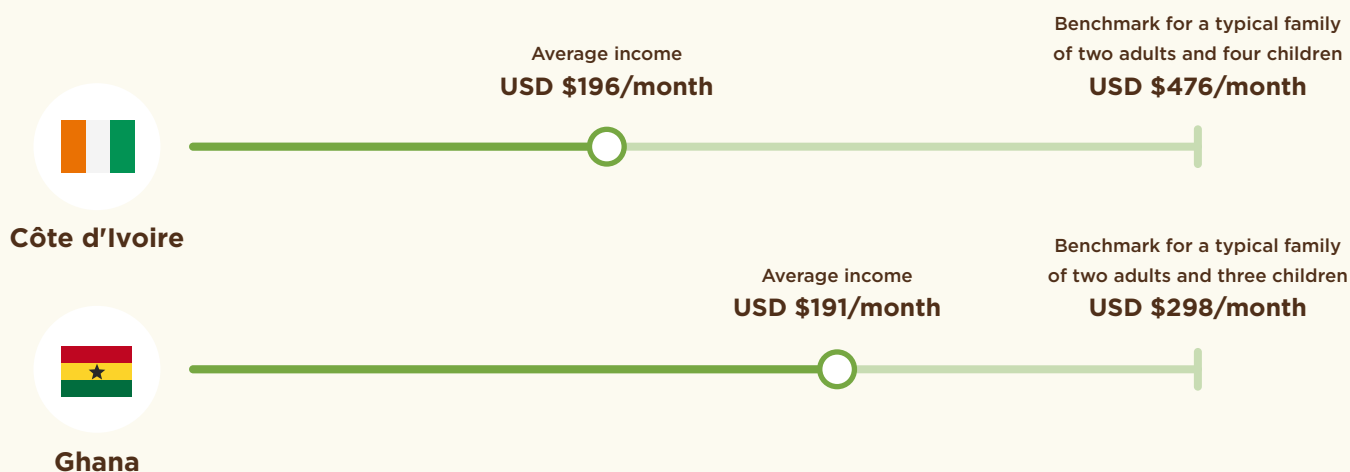 Benchmark for a typical family
of two adults and four children
USD $476/month
Average income
USD $196/month
Côte d'Ivoire
Benchmark for a typical family
of two adults and three children
USD $298/month
Average income
USD $191/month
Ghana